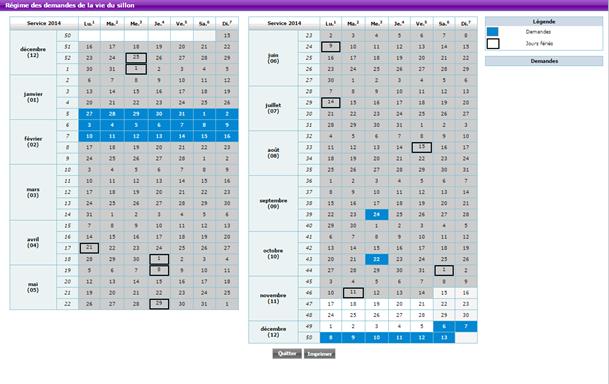 Régime des demandes de la vie du sillon
Service 2014 Lu.¹ Ma.² Me.³ Je.⁴ Ve.⁵ Sa.⁶ Di.⁷
décembre
(12)
50 15
51 16 17 18 19 20 21 22
52 23 24 25 26 27 28 29
1 30 31 1 2 3 4 5
janvier
(01)
2 6 7 8 9 10 11 12
3 13 14 15 16 17 18 19
4 20 21 22 23 24 25 26
5 27 28 29 30 31 1 2
février
(02)
6 3 4 5 6 7 8 9
7 10 11 12 13 14 15 16
8 17 18 19 20 21 22 23
9 24 25 26 27 28 1 2
mars
(03)
10 3 4 5 6 7 8 9
11 10 11 12 13 14 15 16
12 17 18 19 20 21 22 23
13 24 25 26 27 28 29 30
14 31 1 2 3 4 5 6
avril
(04)
15 7 8 9 10 11 12 13
16 14 15 16 17 18 19 20
17 21 22 23 24 25 26 27
18 28 29 30 1 2 3 4
mai
(05)
19 5 6 7 8 9 10 11
20 12 13 14 15 16 17 18
21 19 20 21 22 23 24 25
22 26 27 28 29 30 31 1
Service 2014 Lu.¹ Ma.² Me.³ Je.⁴ Ve.⁵ Sa.⁶ Di.⁷
juin
(06)
23 2 3 4 5 6 7 8
24 9 10 11 12 13 14 15
25 16 17 18 19 20 21 22
26 23 24 25 26 27 28 29
27 30 1 2 3 4 5 6
juillet
(07)
28 7 8 9 10 11 12 13
29 14 15 16 17 18 19 20
30 21 22 23 24 25 26 27
31 28 29 30 31 1 2 3
août
(08)
32 4 5 6 7 8 9 10
33 11 12 13 14 15 16 17
34 18 19 20 21 22 23 24
35 25 26 27 28 29 30 31
septembre
(09)
36 1 2 3 4 5 6 7
37 8 9 10 11 12 13 14
38 15 16 17 18 19 20 21
39 22 23 24 25 26 27 28
40 29 30 1 2 3 4 5
octobre
(10)
41 6 7 8 9 10 11 12
42 13 14 15 16 17 18 19
43 20 21 22 23 24 25 26
44 27 28 29 30 31 1 2
novembre
(11)
45 3 4 5 6 7 8 9
46 10 11 12 13 14 15 16
47 17 18 19 20 21 22 23
48 24 25 26 27 28 29 30
décembre
(12)
49 1 2 3 4 5 6 7
50 8 9 10 11 12 13
Légende
Demandes
Jours fériés
Demandes
Quitter Imprimer